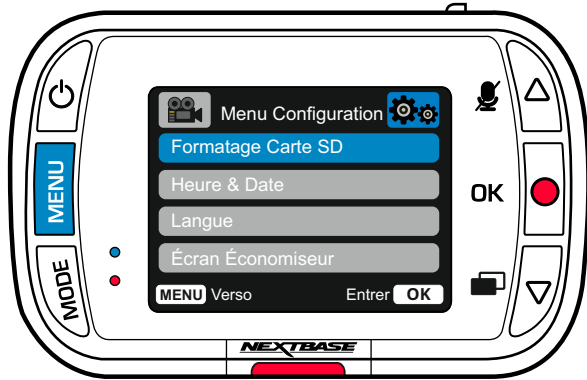 Menu Configuration
Formatage Carte SD
Heure & Date
Langue
Écran Économiseur
MENU Verso Entrer OK
MENU
MODE
OK
NEXTBASE